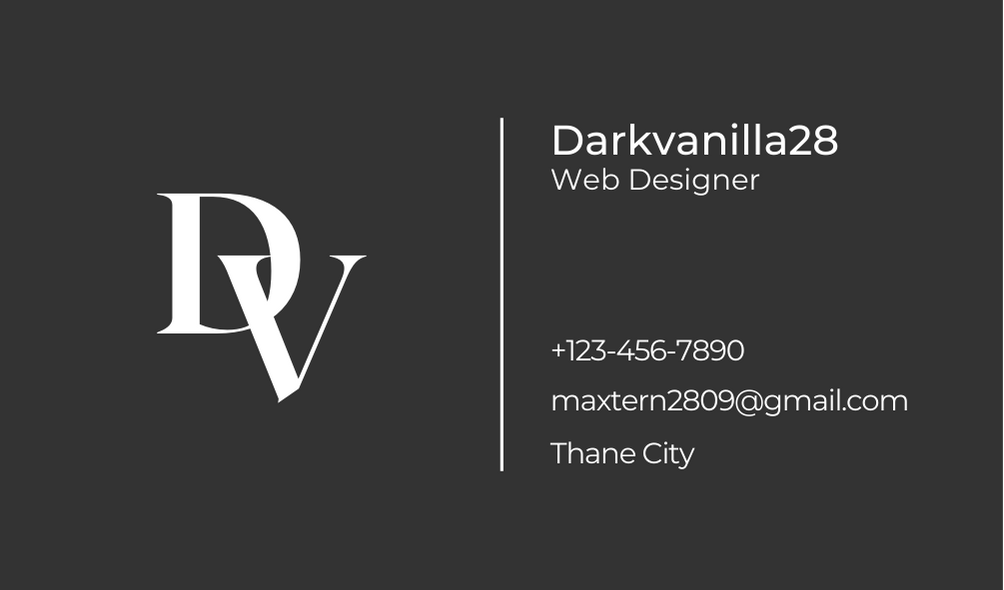 DV
Darkvanilla28
Web Designer
+123-456-7890
maxtern2809@gmail.com
Thane City